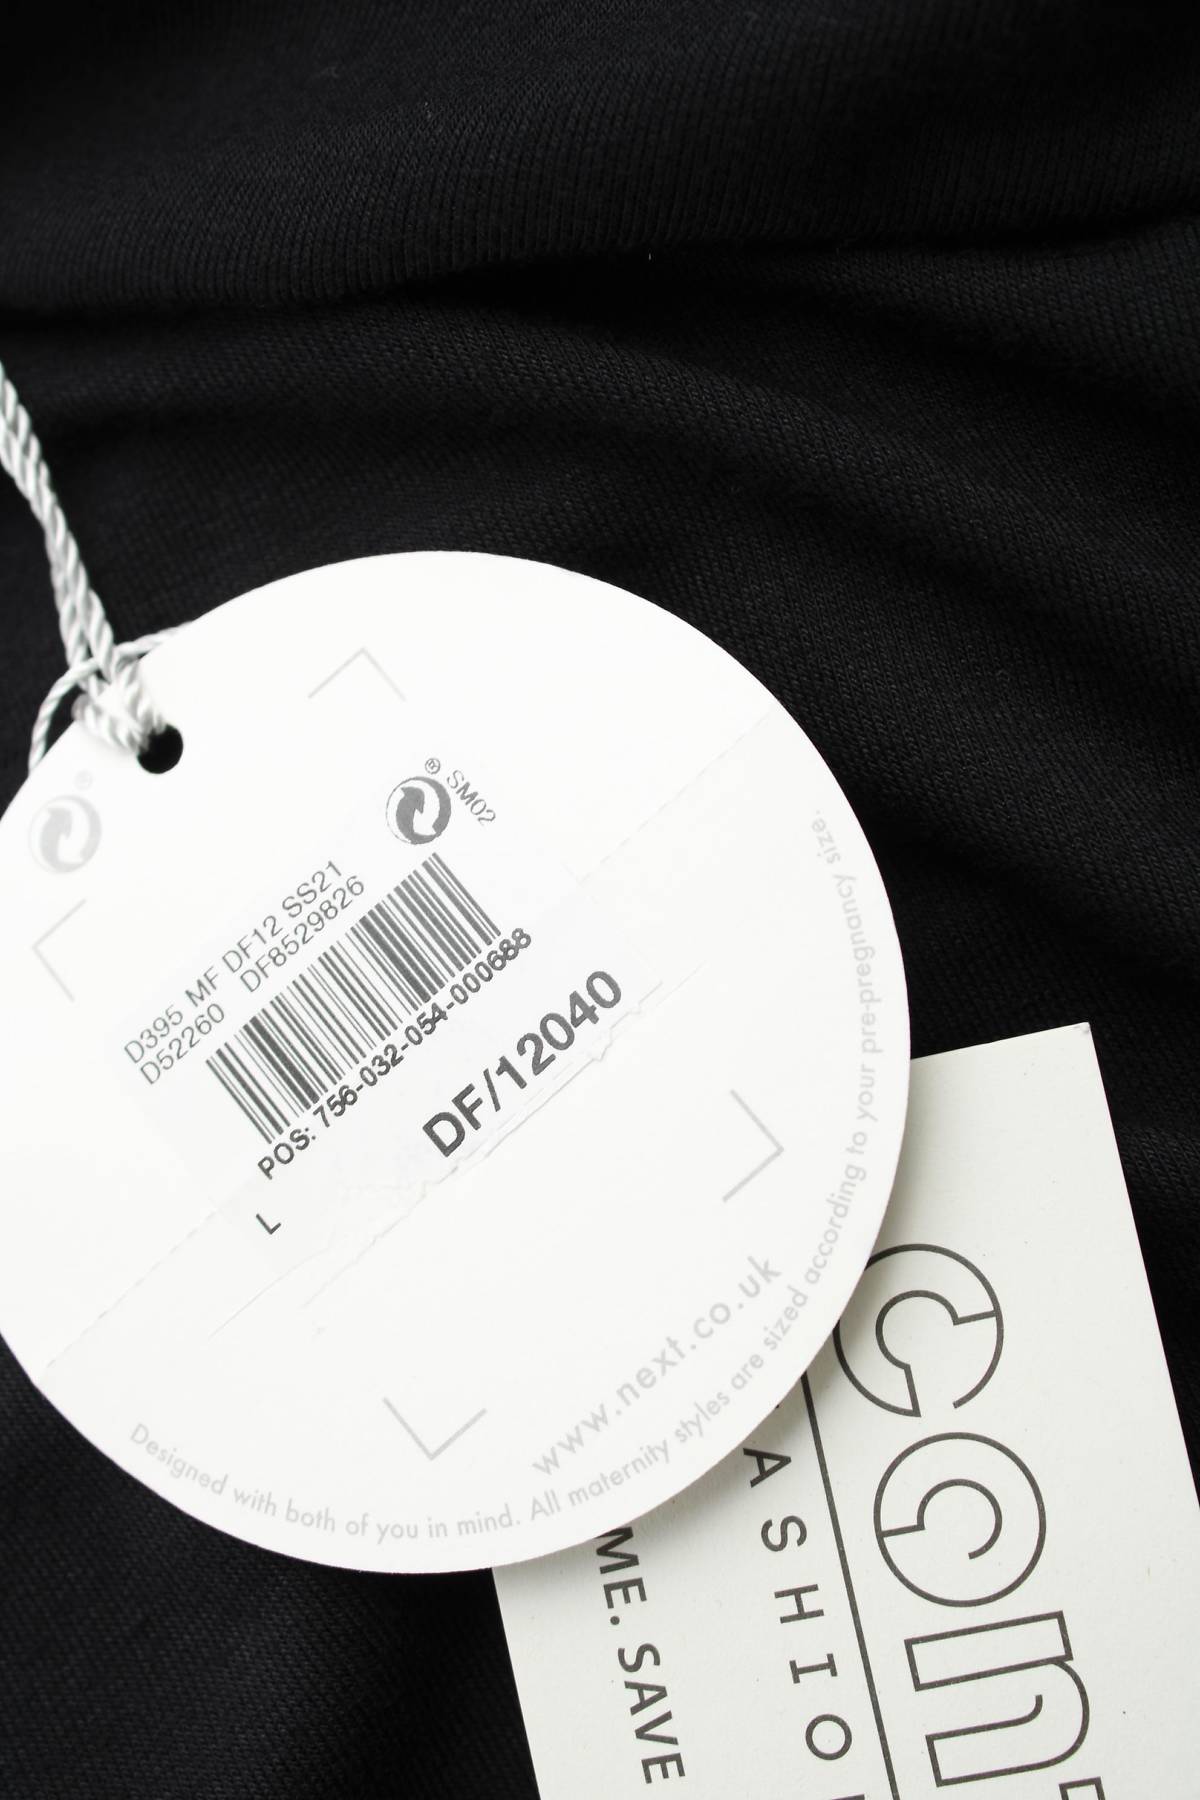 ® SM02
D395 MF DF12 SS21
D52260 DF8529826
POS: 756-032-054-000688
DF/12040
L
www.next.co.uk
Designed with both of you in mind. All maternity styles are sized according to your pre-pregnancy size.
®
con
ASHIO
ME. SAVE